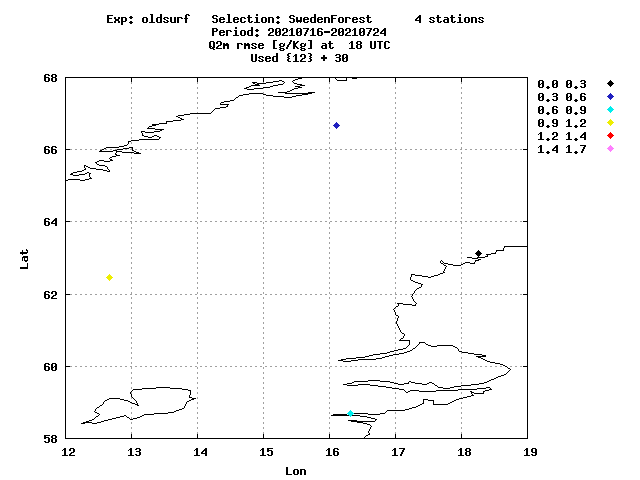 Exp: oldsurf Selection: SwedenForest 4 stations
Period: 20210716-20210724
Q2m rmse [g/Kg] at 18 UTC
Used {12} + 30
0.0 0.3
0.3 0.6
0.6 0.9
0.9 1.2
1.2 1.4
1.4 1.7
68
66
64
62
60
58
Lat
12 13 14 15 16 17 18 19
Lon